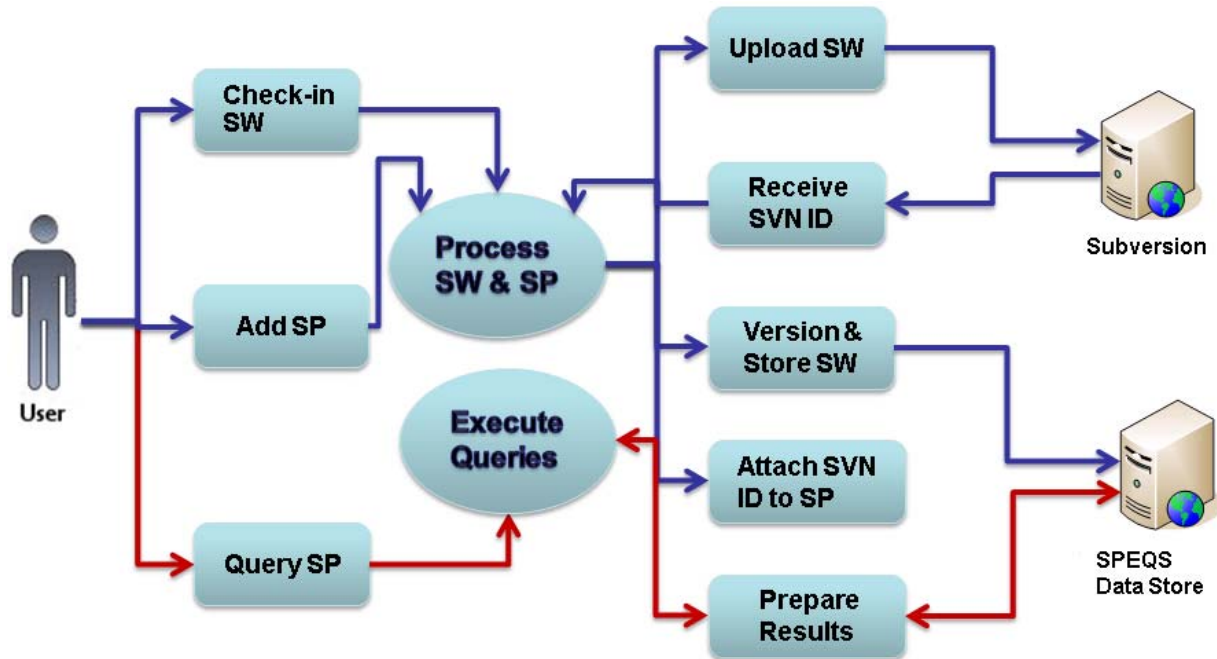 Upload SW
Check-in
SW
Receive
SVN ID
Process
SW & SP
Subversion
Add SP
Version &
Store SW
User
Execute
Queries
Attach SVN
ID to SP
Query SP
Prepare
Results
SPEQS
Data Store